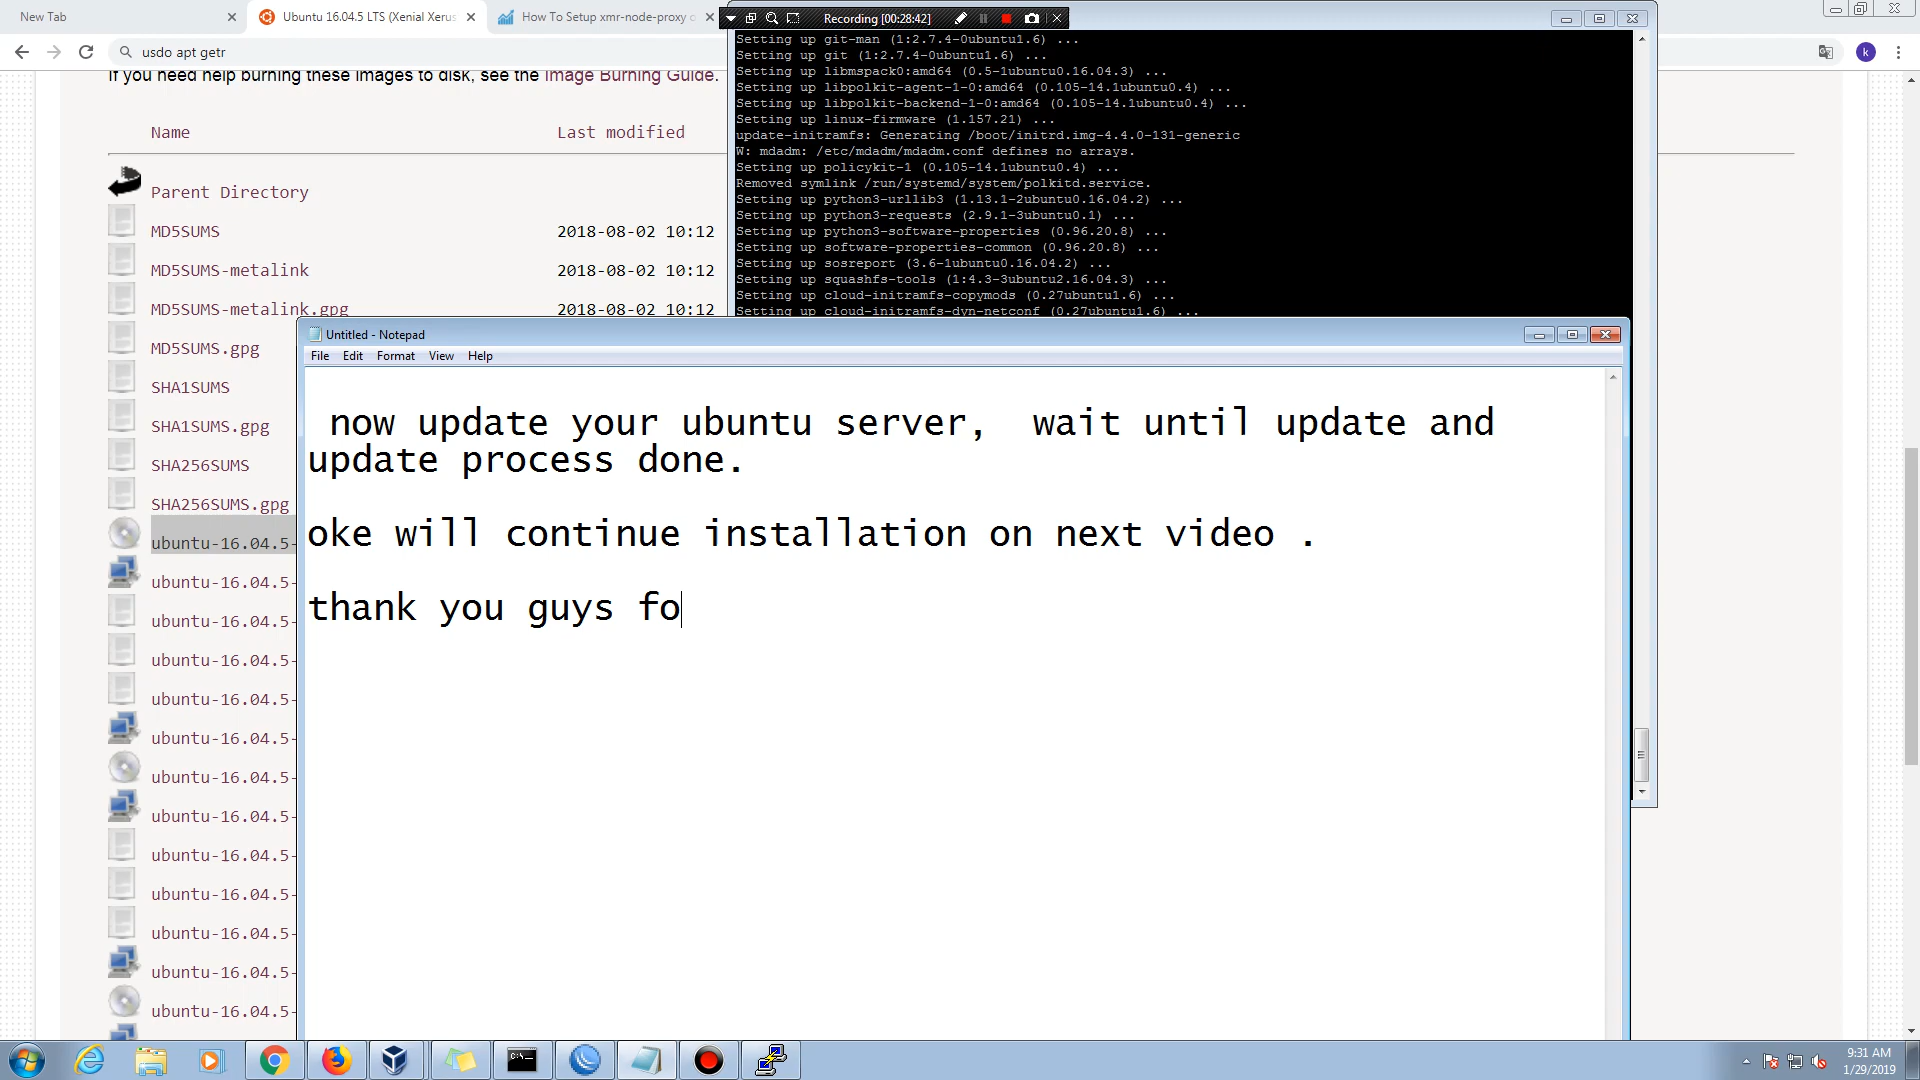 New Tab
Ubuntu 16.04.5 LTS (Xenial Xerus
How To Setup xmr-node-proxy o
Recording [00:28:42]
usdo apt getr
k
If you need help burning these images to disk, see the Image Burning Guide.
Name Last modified
Parent Directory
MD5SUMS 2018-08-02 10:12
MD5SUMS-metalink 2018-08-02 10:12
MD5SUMS-metalink.gpg 2018-08-02 10:12
MD5SUMS.gpg
SHA1SUMS
SHA1SUMS.gpg
SHA256SUMS
SHA256SUMS.gpg
ubuntu-16.04.5-
ubuntu-16.04.5-
ubuntu-16.04.5-
ubuntu-16.04.5-
ubuntu-16.04.5-
ubuntu-16.04.5-
ubuntu-16.04.5-
ubuntu-16.04.5-
ubuntu-16.04.5-
ubuntu-16.04.5-
ubuntu-16.04.5-
ubuntu-16.04.5-
ubuntu-16.04.5-
Setting up git-man (1:2.7.4-0ubuntu1.6) ...
Setting up git (1:2.7.4-0ubuntu1.6) ...
Setting up libmspack0:amd64 (0.5-1ubuntu0.16.04.3) ...
Setting up libpolkit-agent-1-0:amd64 (0.105-14.1ubuntu0.4) ...
Setting up libpolkit-backend-1-0:amd64 (0.105-14.1ubuntu0.4) ...
Setting up linux-firmware (1.157.21) ...
update-initramfs: Generating /boot/initrd.img-4.4.0-131-generic
W: mdadm: /etc/mdadm/mdadm.conf defines no arrays.
Setting up policykit-1 (0.105-14.1ubuntu0.4) ...
Removed symlink /run/systemd/system/polkitd.service.
Setting up python3-urllib3 (1.13.1-2ubuntu0.16.04.2) ...
Setting up python3-requests (2.9.1-3ubuntu0.1) ...
Setting up python3-software-properties (0.96.20.8) ...
Setting up software-properties-common (0.96.20.8) ...
Setting up sosreport (3.6-1ubuntu0.16.04.2) ...
Setting up squashfs-tools (1:4.3-3ubuntu2.16.04.3) ...
Setting up cloud-initramfs-copymods (0.27ubuntu1.6) ...
Setting up cloud-initramfs-dyn-netconf (0.27ubuntu1.6) ...
Untitled - Notepad
File Edit Format View Help
now update your ubuntu server,  wait until update and
update process done.
oke will continue installation on next video .
thank you guys fo
C:\.
9:31 AM
1/29/2019